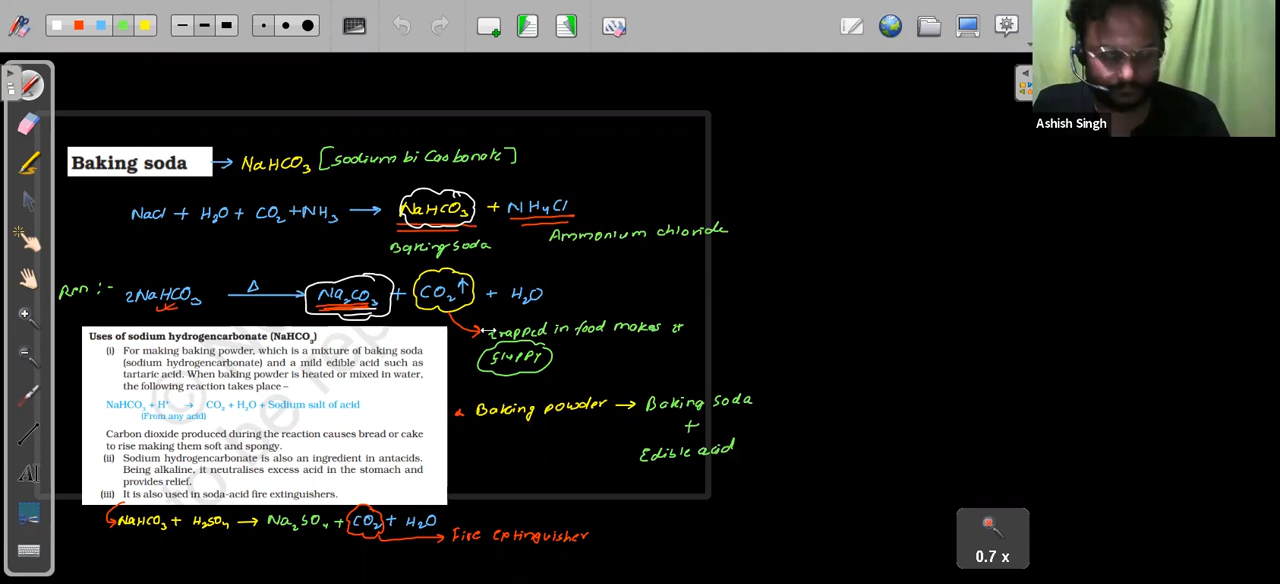 Ashish Singh
Baking soda → NaHCO₃ [Sodium bi Carbonate]
NaCl + H₂O + CO₂ + NH₃ → NaHCO₃ + NH₄Cl
Baking soda
Ammonium chloride
Rxn :- 2NaHCO₃ —Δ→ Na₂CO₃ + CO₂↑ + H₂O
trapped in food makes it
fluppy
Uses of sodium hydrogencarbonate (NaHCO₃)
(i) For making baking powder, which is a mixture of baking soda
(sodium hydrogencarbonate) and a mild edible acid such as
tartaric acid. When baking powder is heated or mixed in water,
the following reaction takes place –
NaHCO₃ + H⁺ → CO₂ + H₂O + Sodium salt of acid
(From any acid)
Carbon dioxide produced during the reaction causes bread or cake
to rise making them soft and spongy.
(ii) Sodium hydrogencarbonate is also an ingredient in antacids.
Being alkaline, it neutralises excess acid in the stomach and
provides relief.
(iii) It is also used in soda-acid fire extinguishers.
Baking powder → Baking soda
+
Edible acid
NaHCO₃ + H₂SO₄ → Na₂SO₄ + CO₂ + H₂O
Fire extinguisher
0.7 x